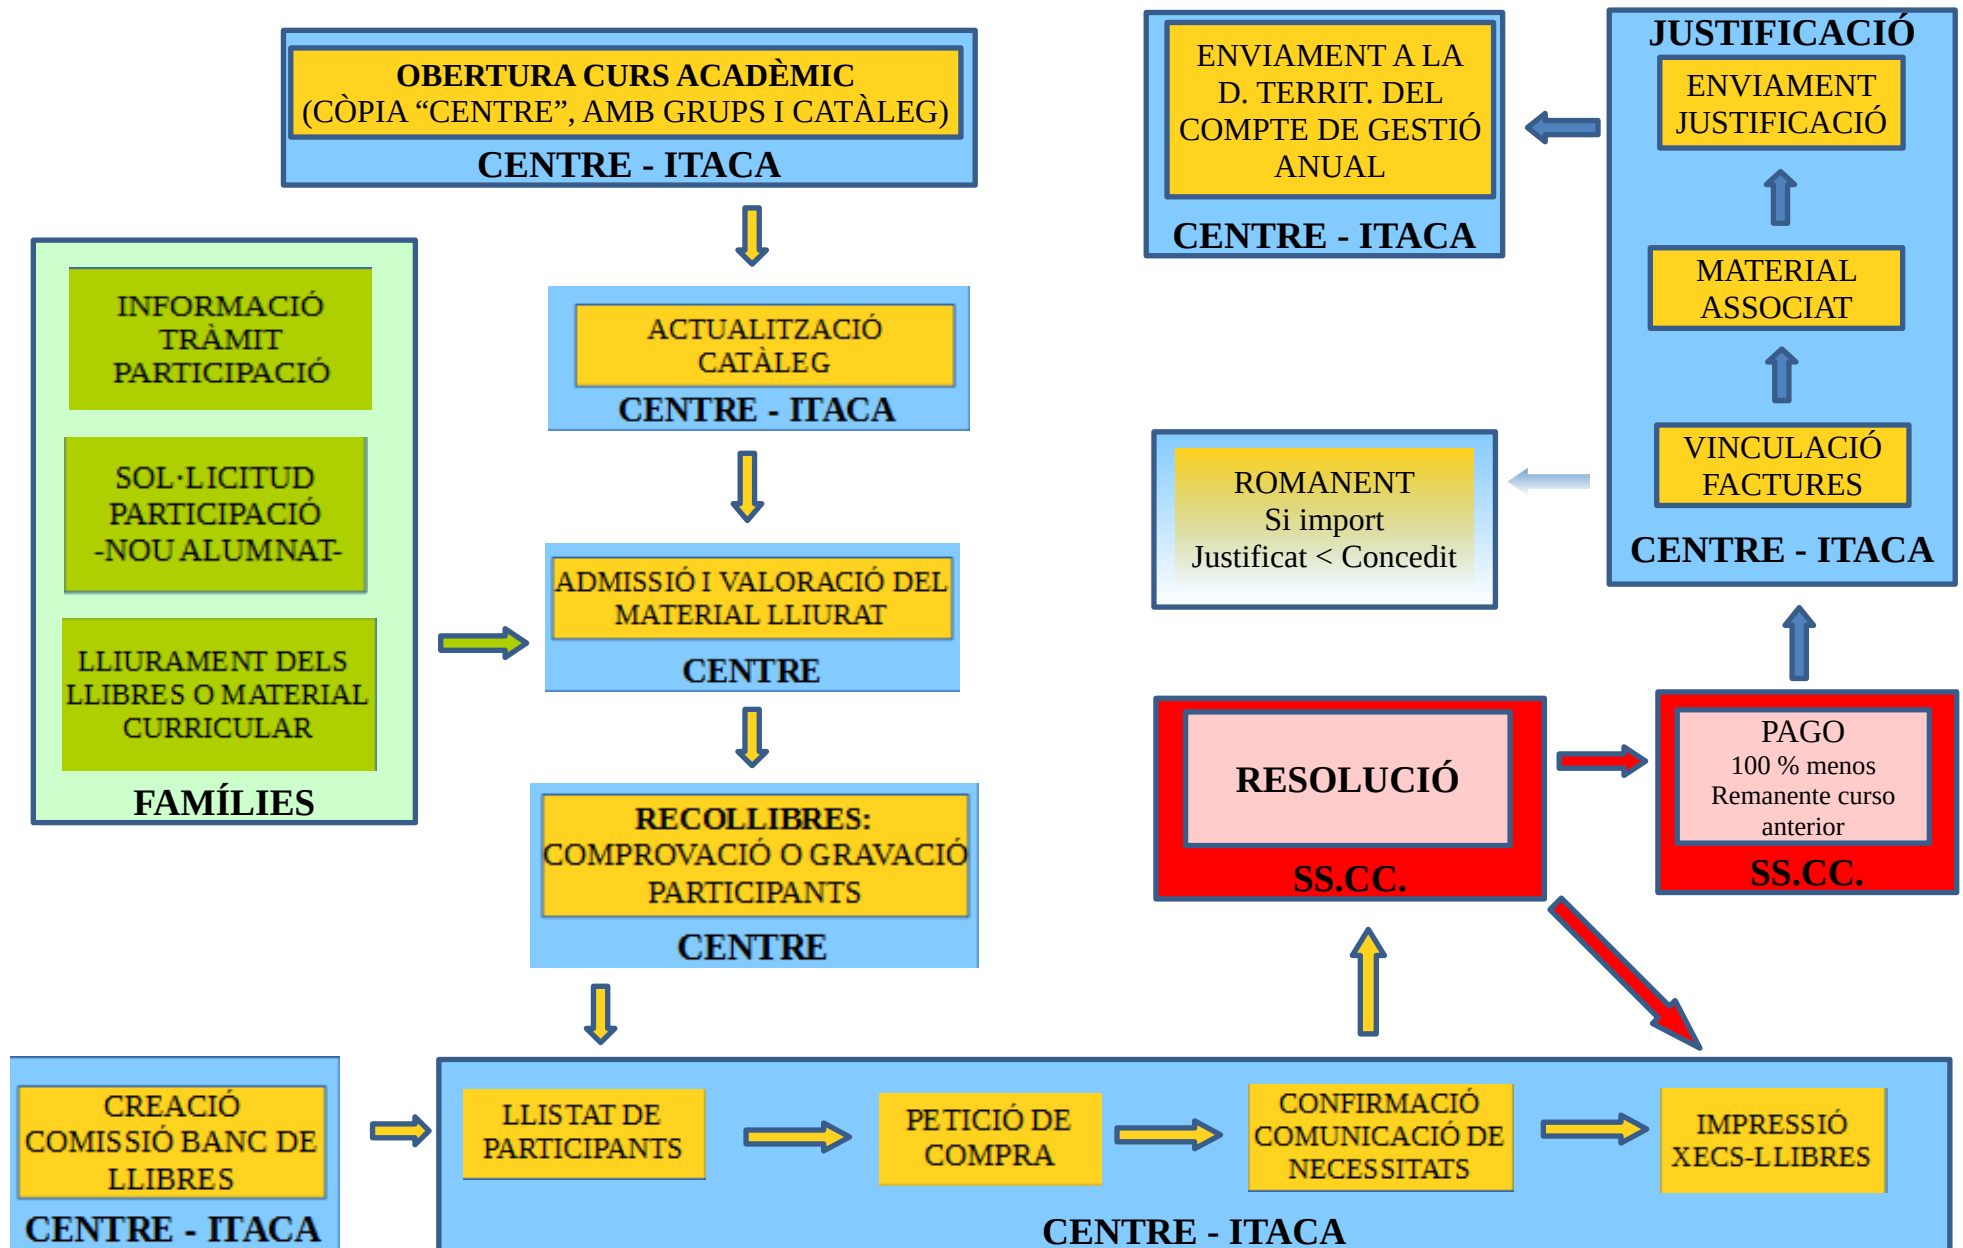 OBERTURA CURS ACADÈMIC
(CÒPIA “CENTRE”, AMB GRUPS I CATÀLEG)
CENTRE - ITACA
INFORMACIÓ
TRÀMIT
PARTICIPACIÓ
SOL·LICITUD
PARTICIPACIÓ
-NOU ALUMNAT-
LLIURAMENT DELS
LLIBRES O MATERIAL
CURRICULAR
FAMÍLIES
ACTUALITZACIÓ
CATÀLEG
CENTRE - ITACA
ADMISSIÓ I VALORACIÓ DEL
MATERIAL LLIURAT
CENTRE
RECOLLIBRES:
COMPROVACIÓ O GRAVACIÓ
PARTICIPANTS
CENTRE
CREACIÓ
COMISSIÓ BANC DE
LLIBRES
CENTRE - ITACA
LLISTAT DE
PARTICIPANTS
PETICIÓ DE
COMPRA
CONFIRMACIÓ
COMUNICACIÓ DE
NECESSITATS
IMPRESSIÓ
XECS-LLIBRES
CENTRE - ITACA
RESOLUCIÓ
SS.CC.
PAGO
100 % menos
Remanente curso
anterior
SS.CC.
JUSTIFICACIÓ
ENVIAMENT
JUSTIFICACIÓ
MATERIAL
ASSOCIAT
VINCULACIÓ
FACTURES
CENTRE - ITACA
ROMANENT
Si import
Justificat < Concedit
ENVIAMENT A LA
D. TERRIT. DEL
COMPTE DE GESTIÓ
ANUAL
CENTRE - ITACA